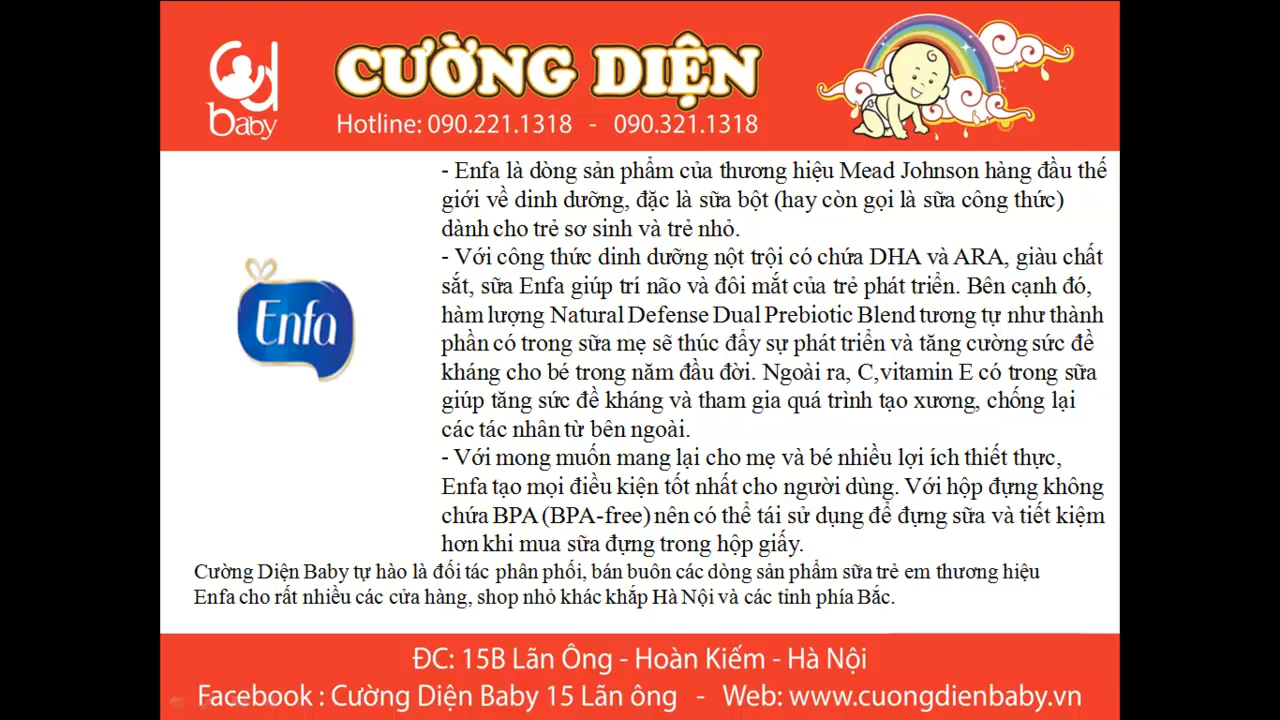 Cd
baby
CƯỜNG DIỆN
Hotline: 090.221.1318 - 090.321.1318
Enfa
- Enfa là dòng sản phẩm của thương hiệu Mead Johnson hàng đầu thế
giới về dinh dưỡng, đặc là sữa bột (hay còn gọi là sữa công thức)
dành cho trẻ sơ sinh và trẻ nhỏ.
- Với công thức dinh dưỡng nột trội có chứa DHA và ARA, giàu chất
sắt, sữa Enfa giúp trí não và đôi mắt của trẻ phát triển. Bên cạnh đó,
hàm lượng Natural Defense Dual Prebiotic Blend tương tự như thành
phần có trong sữa mẹ sẽ thúc đẩy sự phát triển và tăng cường sức đề
kháng cho bé trong năm đầu đời. Ngoài ra, C,vitamin E có trong sữa
giúp tăng sức đề kháng và tham gia quá trình tạo xương, chống lại
các tác nhân từ bên ngoài.
- Với mong muốn mang lại cho mẹ và bé nhiều lợi ích thiết thực,
Enfa tạo mọi điều kiện tốt nhất cho người dùng. Với hộp đựng không
chứa BPA (BPA-free) nên có thể tái sử dụng để đựng sữa và tiết kiệm
hơn khi mua sữa đựng trong hộp giấy.
Cường Diện Baby tự hào là đối tác phân phối, bán buôn các dòng sản phẩm sữa trẻ em thương hiệu
Enfa cho rất nhiều các cửa hàng, shop nhỏ khác khắp Hà Nội và các tỉnh phía Bắc.
ĐC: 15B Lãn Ông - Hoàn Kiếm - Hà Nội
Facebook : Cường Diện Baby 15 Lãn ông - Web: www.cuongdienbaby.vn